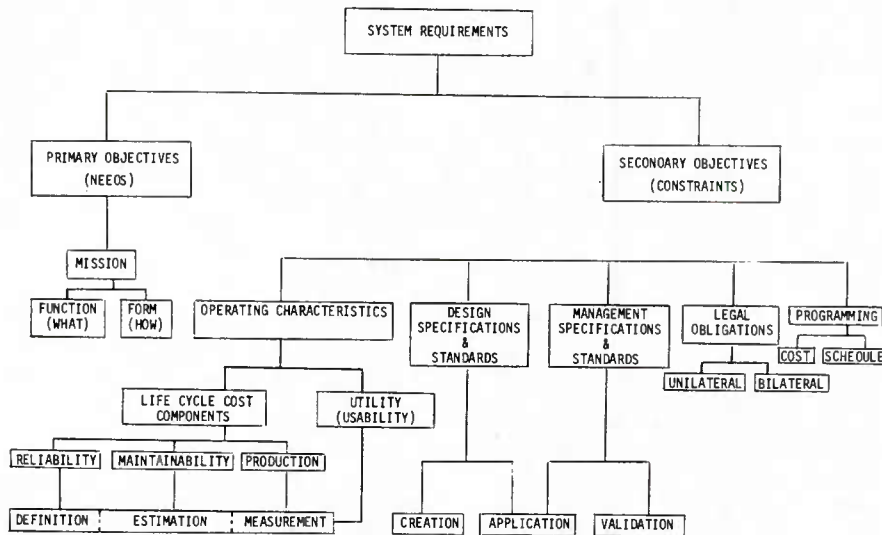 SYSTEM REQUIREMENTS
PRIMARY OBJECTIVES
(NEEOS)
SECONOARY OBJECTIVES
(CONSTRAINTS)
MISSION
FUNCTION
(WHAT)
FORM
(HOW)
OPERATING CHARACTERISTICS
DESIGN
SPECIFICATIONS
&
STANDARDS
MANAGEMENT
SPECIFICATIONS
&
STANDARDS
LEGAL
OBLIGATIONS
PROGRAMMING
COST
SCHEOULE
UNILATERAL
BILATERAL
LIFE CYCLE COST
COMPONENTS
UTILITY
(USABILITY)
RELIABILITY
MAINTAINABILITY
PRODUCTION
DEFINITION
ESTIMATION
MEASUREMENT
CREATION
APPLICATION
VALIDATION